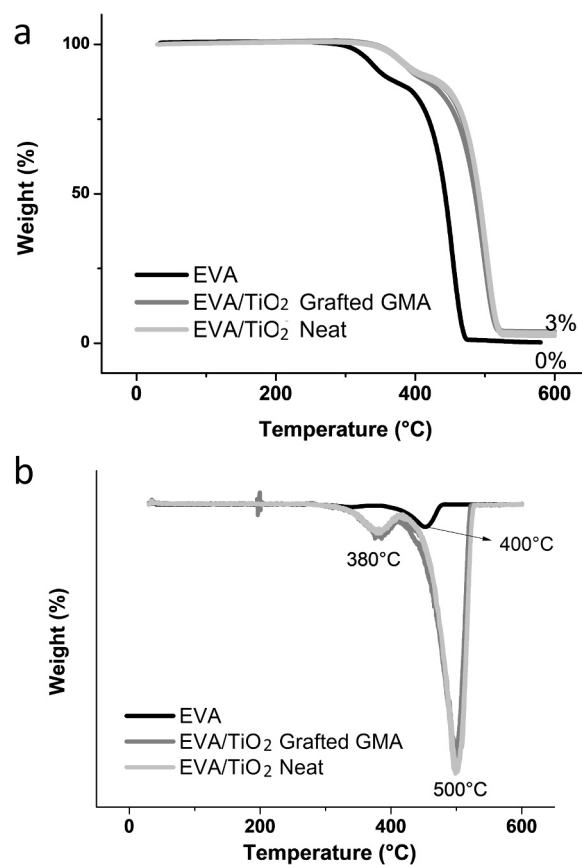 a
100
50
0
Weight (%)
EVA
EVA/TiO2 Grafted GMA
EVA/TiO2 Neat
3%
0%
0 200 400 600
Temperature (°C)
b
Weight (%)
380°C
400°C
EVA
EVA/TiO2 Grafted GMA
EVA/TiO2 Neat
500°C
0 200 400 600
Temperature (°C)